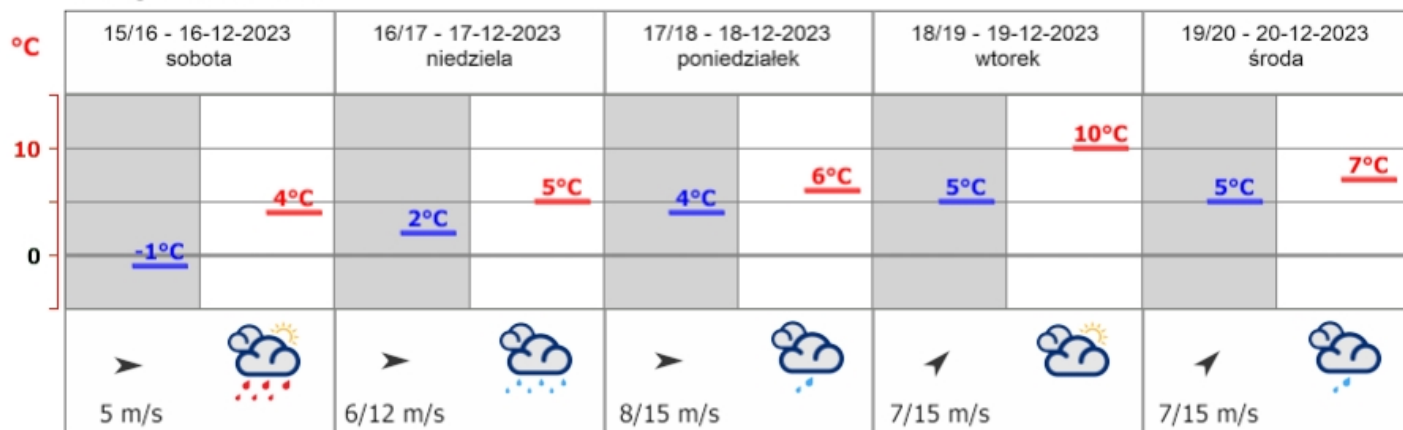 °C
15/16 - 16-12-2023
sobota
16/17 - 17-12-2023
niedziela
17/18 - 18-12-2023
poniedziałek
18/19 - 19-12-2023
wtorek
19/20 - 20-12-2023
środa
10
0
-1°C
4°C
2°C
5°C
4°C
6°C
5°C
10°C
5°C
7°C
5 m/s
6/12 m/s
8/15 m/s
7/15 m/s
7/15 m/s